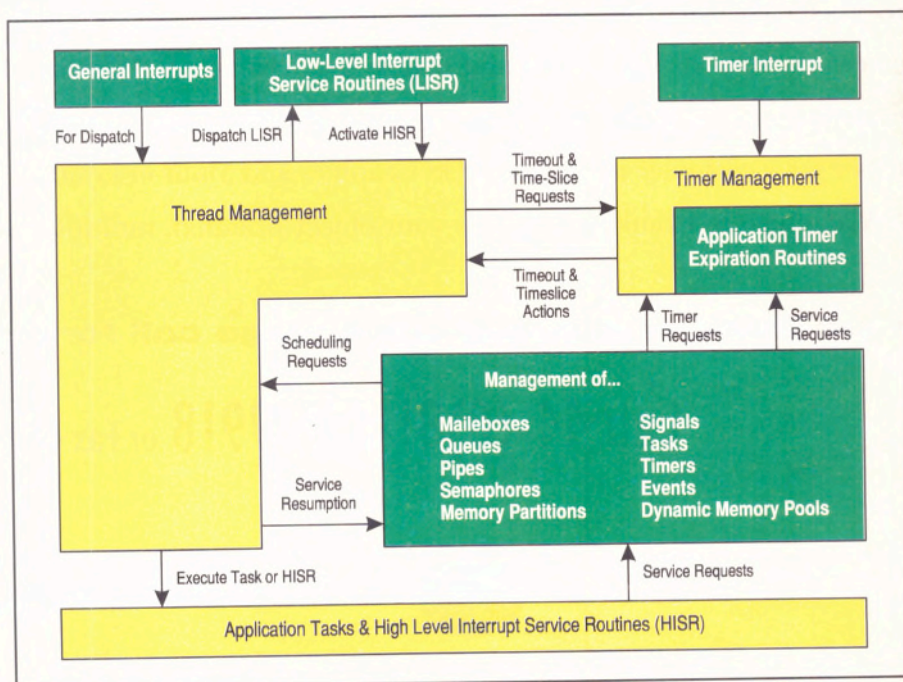 General Interrupts
Low-Level Interrupt
Service Routines (LISR)
Timer Interrupt
For Dispatch
Dispatch LISR
Activate HISR
Thread Management
Timeout &
Time-Slice
Requests
Timer Management
Application Timer
Expiration Routines
Timeout &
Timeslice
Actions
Timer
Requests
Service
Requests
Scheduling
Requests
Management of...
Maileboxes
Queues
Pipes
Semaphores
Memory Partitions
Signals
Tasks
Timers
Events
Dynamic Memory Pools
Service
Resumption
Execute Task or HISR
Service Requests
Application Tasks & High Level Interrupt Service Routines (HISR)